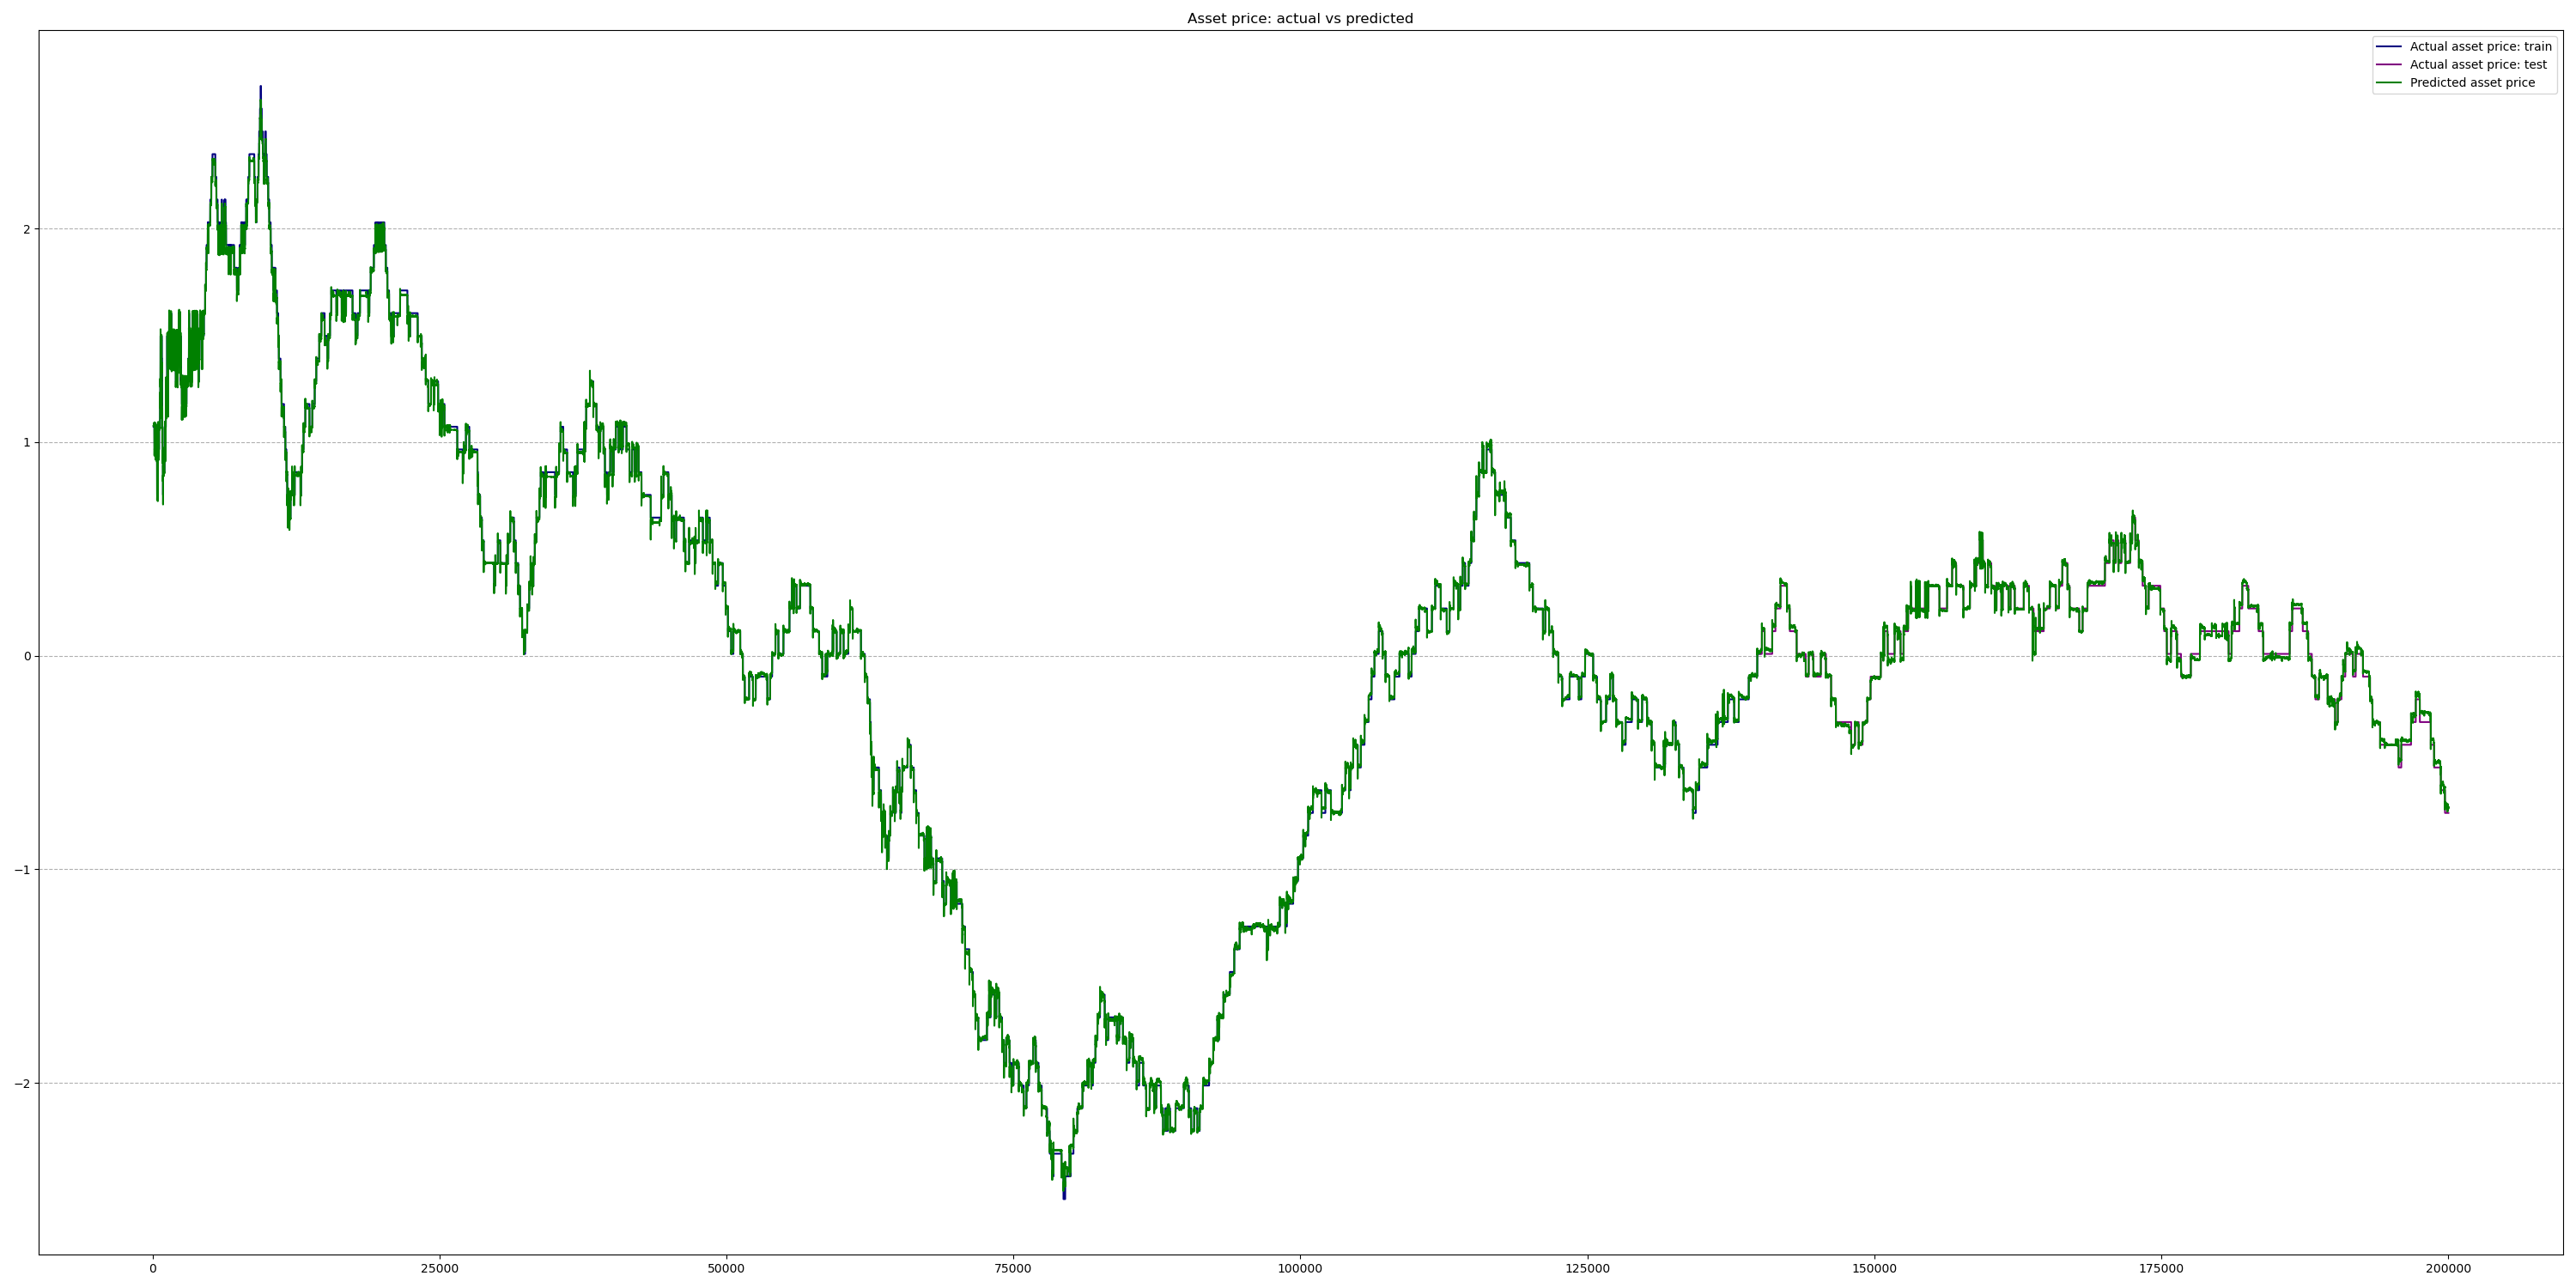 Asset price: actual vs predicted
Actual asset price: train
Actual asset price: test
Predicted asset price
2
1
0
−1
−2
0 25000 50000 75000 100000 125000 150000 175000 200000